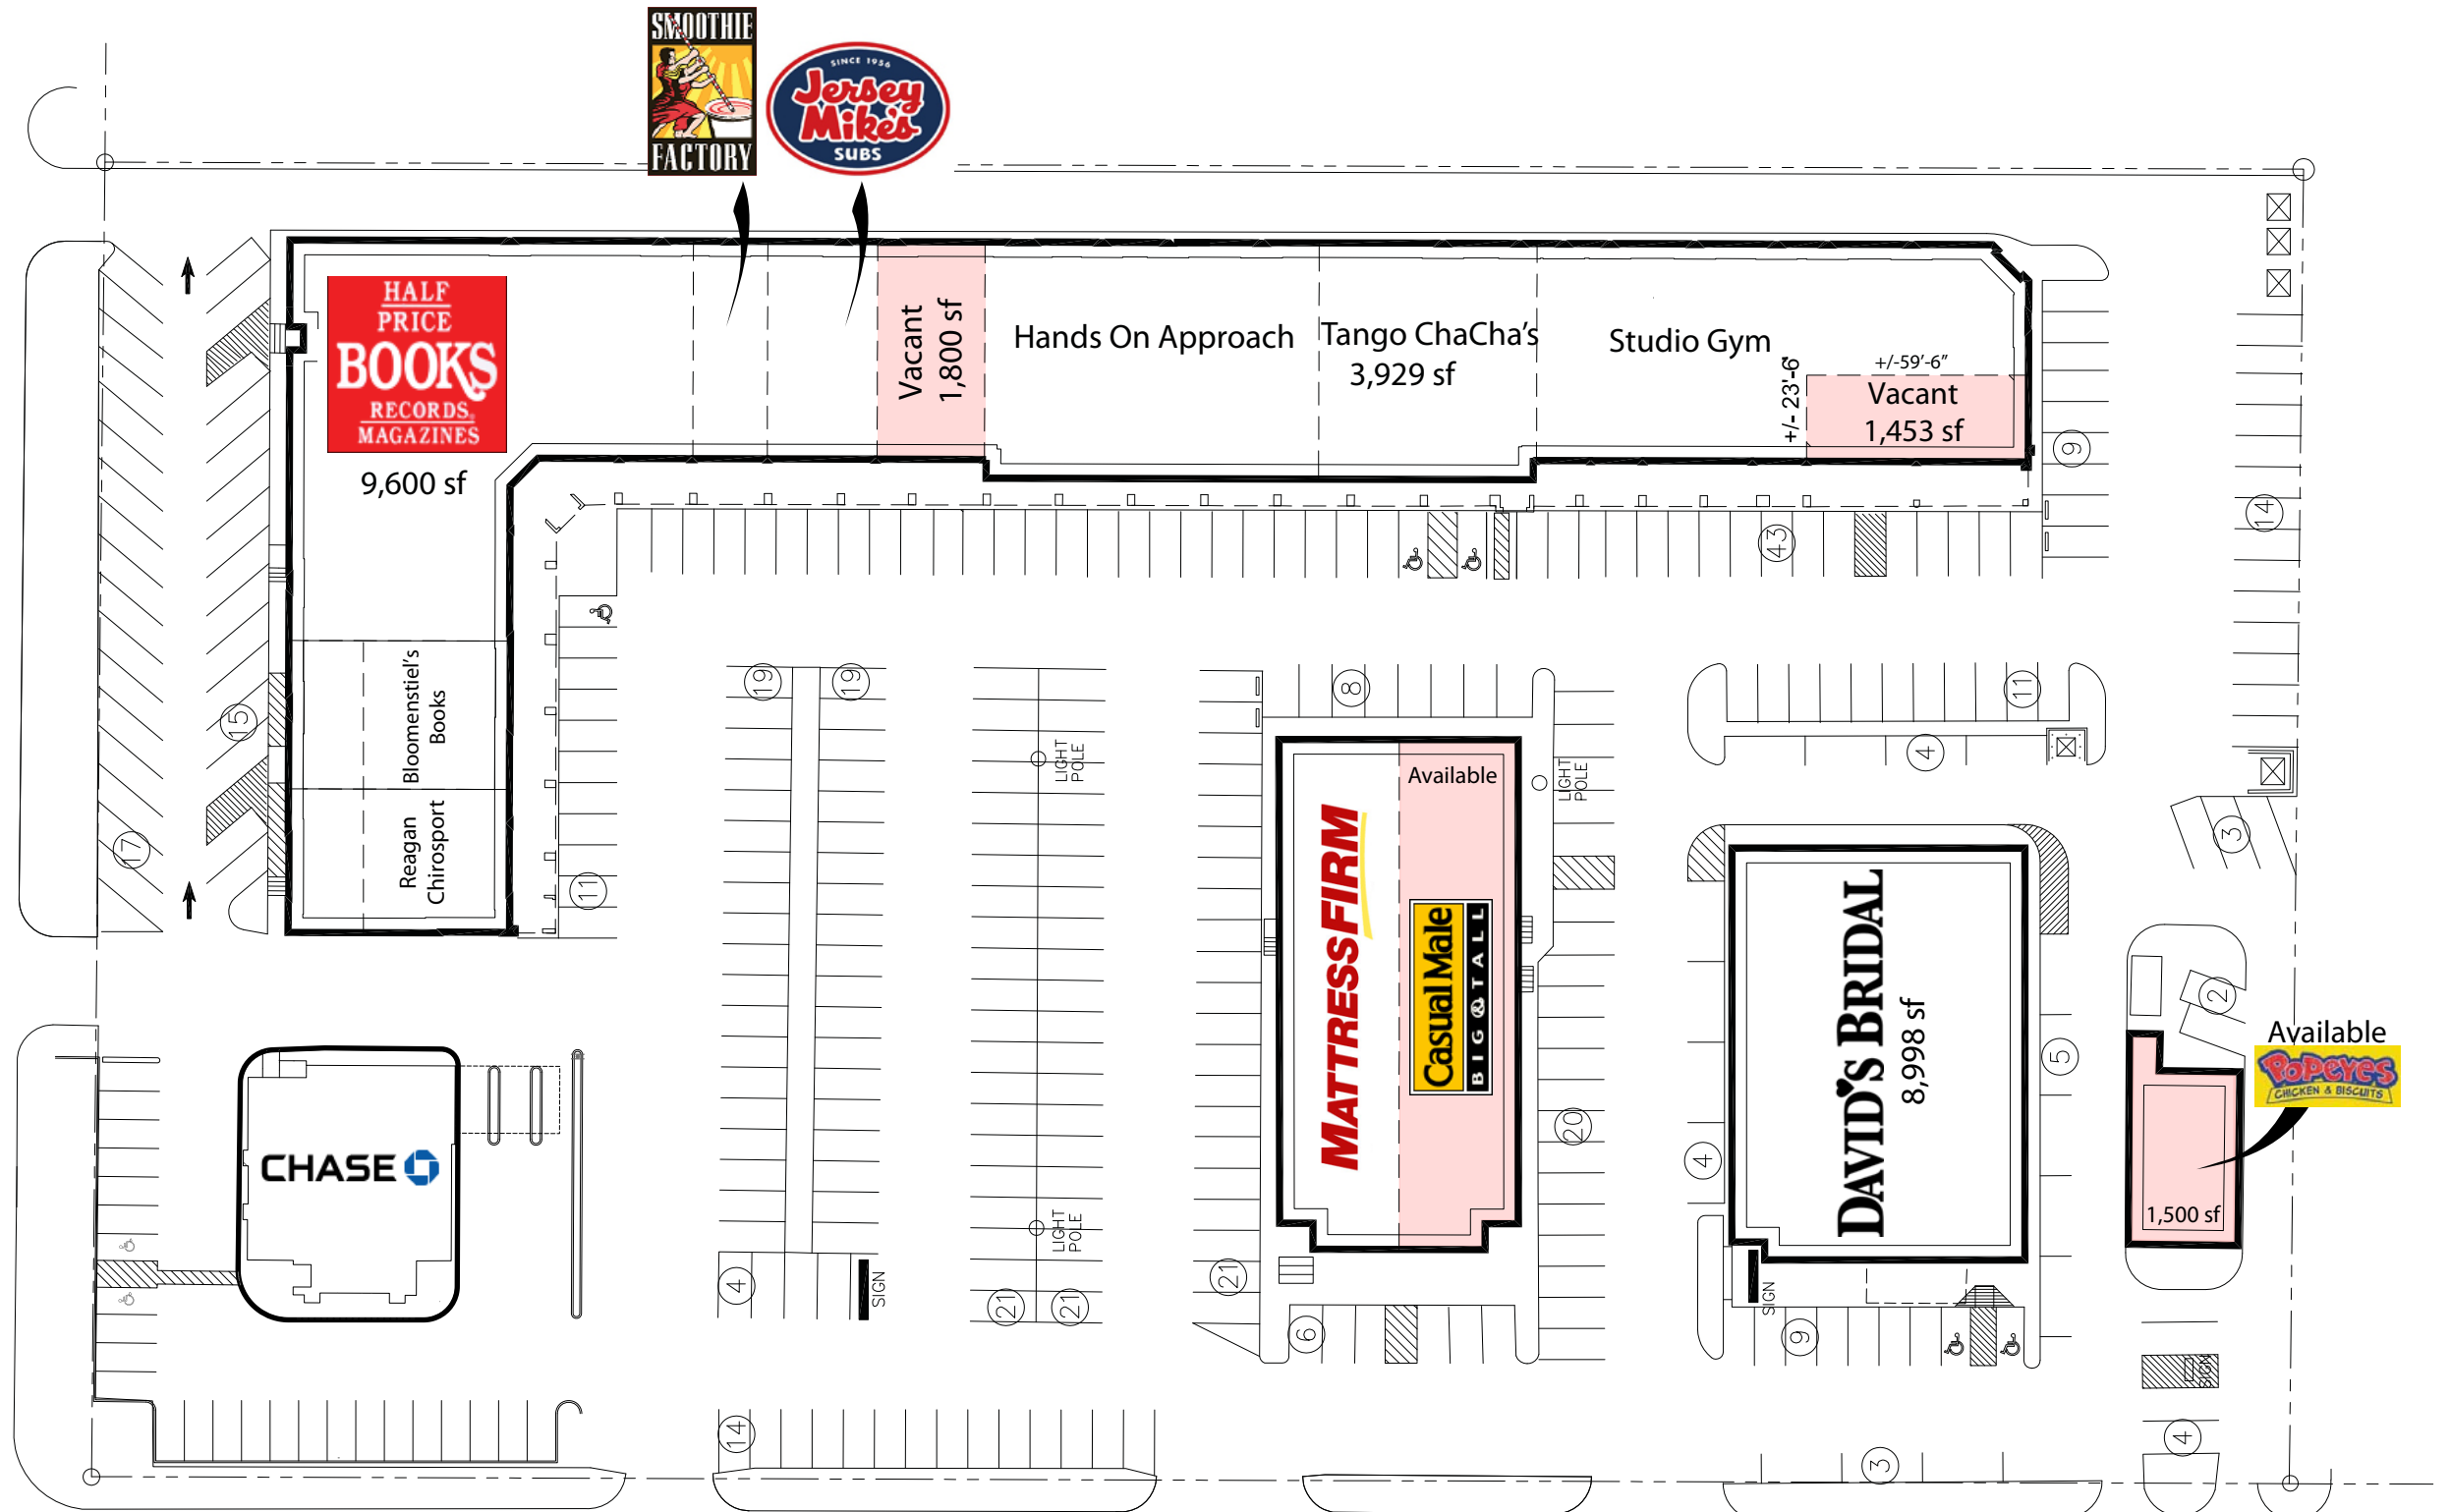 SMOOTHIE
FACTORY
SINCE 1956
Jersey
Mike's
SUBS
HALF
PRICE
BOOKS
RECORDS
MAGAZINES
9,600 sf
Vacant
1,800 sf
Hands On Approach
Tango ChaCha's
3,929 sf
Studio Gym
+/-59'-6"
+/- 23'-6'
Vacant
1,453 sf
9
14
43
15
17
Bloomenstiel's
Books
Reagan
Chirosport
11
19
19
LIGHT
POLE
LIGHT
POLE
8
Available
MATTRESSFIRM
Casual Male
BIG & TALL
LIGHT
POLE
11
4
3
DAVID'S BRIDAL
8,998 sf
2
Available
POPEYES
CHICKEN & BISCUITS
1,500 sf
5
4
20
CHASE
4
SIGN
21
21
21
6
SIGN
9
SIGN
4
14
3